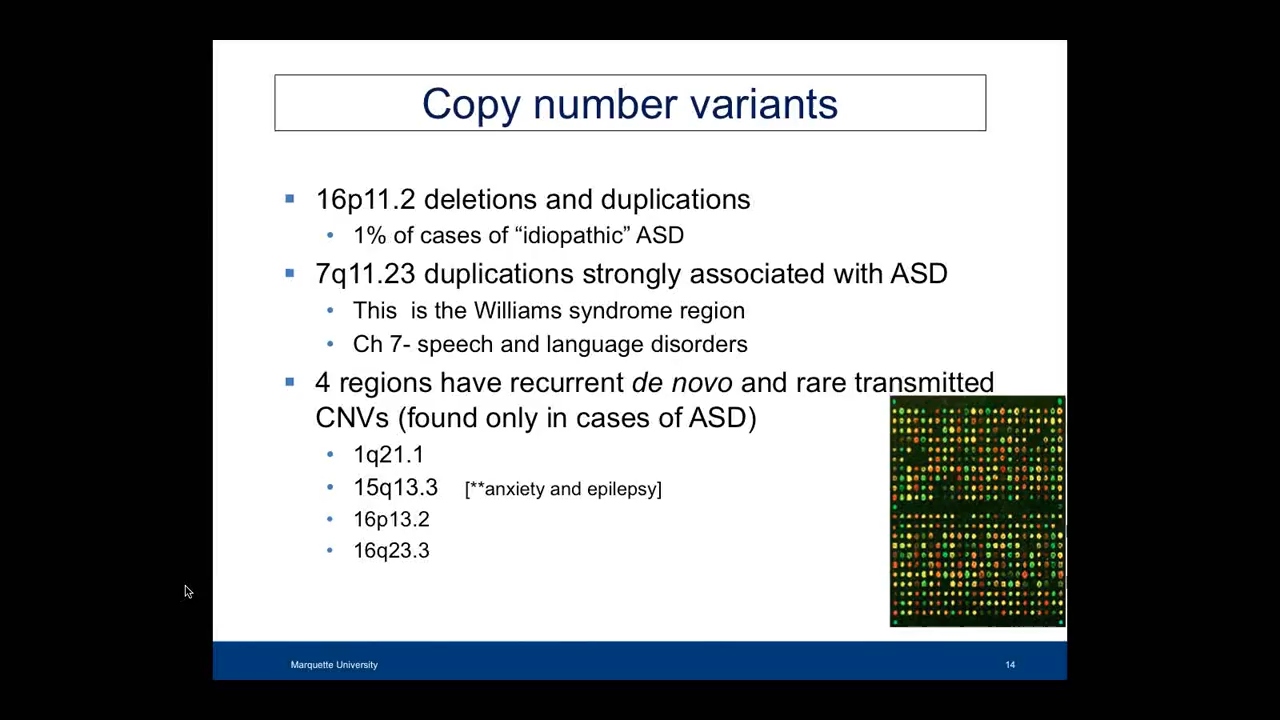 Copy number variants
16p11.2 deletions and duplications
1% of cases of “idiopathic” ASD
7q11.23 duplications strongly associated with ASD
This  is the Williams syndrome region
Ch 7- speech and language disorders
4 regions have recurrent de novo and rare transmitted
CNVs (found only in cases of ASD)
1q21.1
15q13.3 [**anxiety and epilepsy]
16p13.2
16q23.3
Marquette University 14